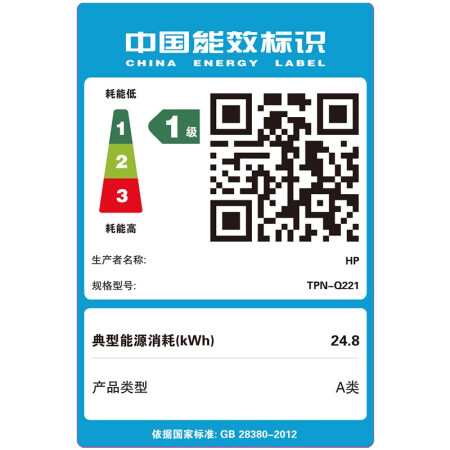 中国能效标识
CHINA ENERGY LABEL
耗能低
1
1级
2
3
耗能高
生产者名称: HP
规格型号: TPN-Q221
典型能源消耗(kWh) 24.8
产品类型 A类
依据国家标准: GB 28380-2012